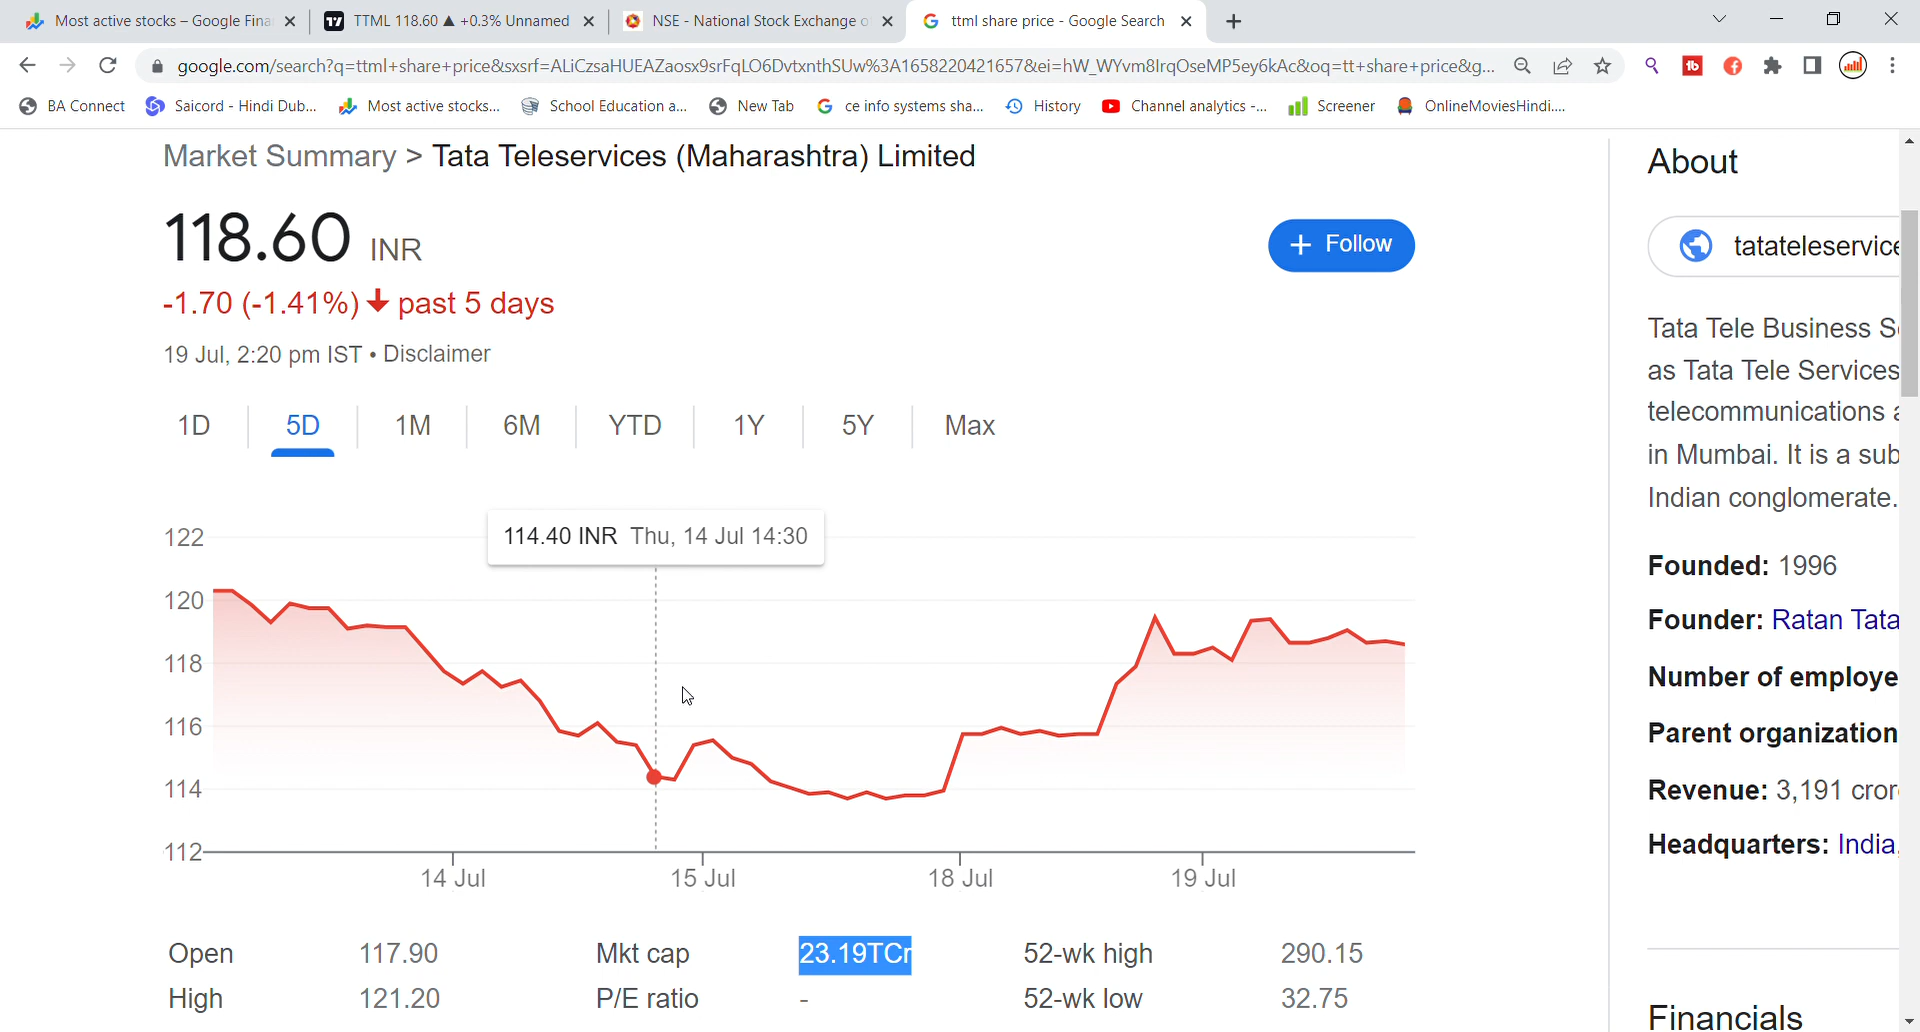 Most active stocks – Google Fina
TTML 118.60 ▲ +0.3% Unnamed
NSE - National Stock Exchange o
ttml share price - Google Search
google.com/search?q=ttml+share+price&sxsrf=ALiCzsaHUEAZaosx9srFqLO6DvtxnthSUw%3A1658220421657&ei=hW_WYvm8IrqOseMP5ey6kAc&oq=tt+share+price&g...
BA Connect
Saicord - Hindi Dub...
Most active stocks...
School Education a...
New Tab
ce info systems sha...
History
Channel analytics -...
Screener
OnlineMoviesHindi....
Market Summary > Tata Teleservices (Maharashtra) Limited
118.60 INR
+ Follow
-1.70 (-1.41%) ↓ past 5 days
19 Jul, 2:20 pm IST • Disclaimer
1D 5D 1M 6M YTD 1Y 5Y Max
114.40 INR Thu, 14 Jul 14:30
122
120
118
116
114
112
14 Jul 15 Jul 18 Jul 19 Jul
Open 117.90 Mkt cap 23.19TCr 52-wk high 290.15
High 121.20 P/E ratio - 52-wk low 32.75
About
tatateleservice
Tata Tele Business S
as Tata Tele Services
telecommunications
in Mumbai. It is a sub
Indian conglomerate.
Founded: 1996
Founder: Ratan Tata
Number of employe
Parent organization
Revenue: 3,191 cror
Headquarters: India,
Financials